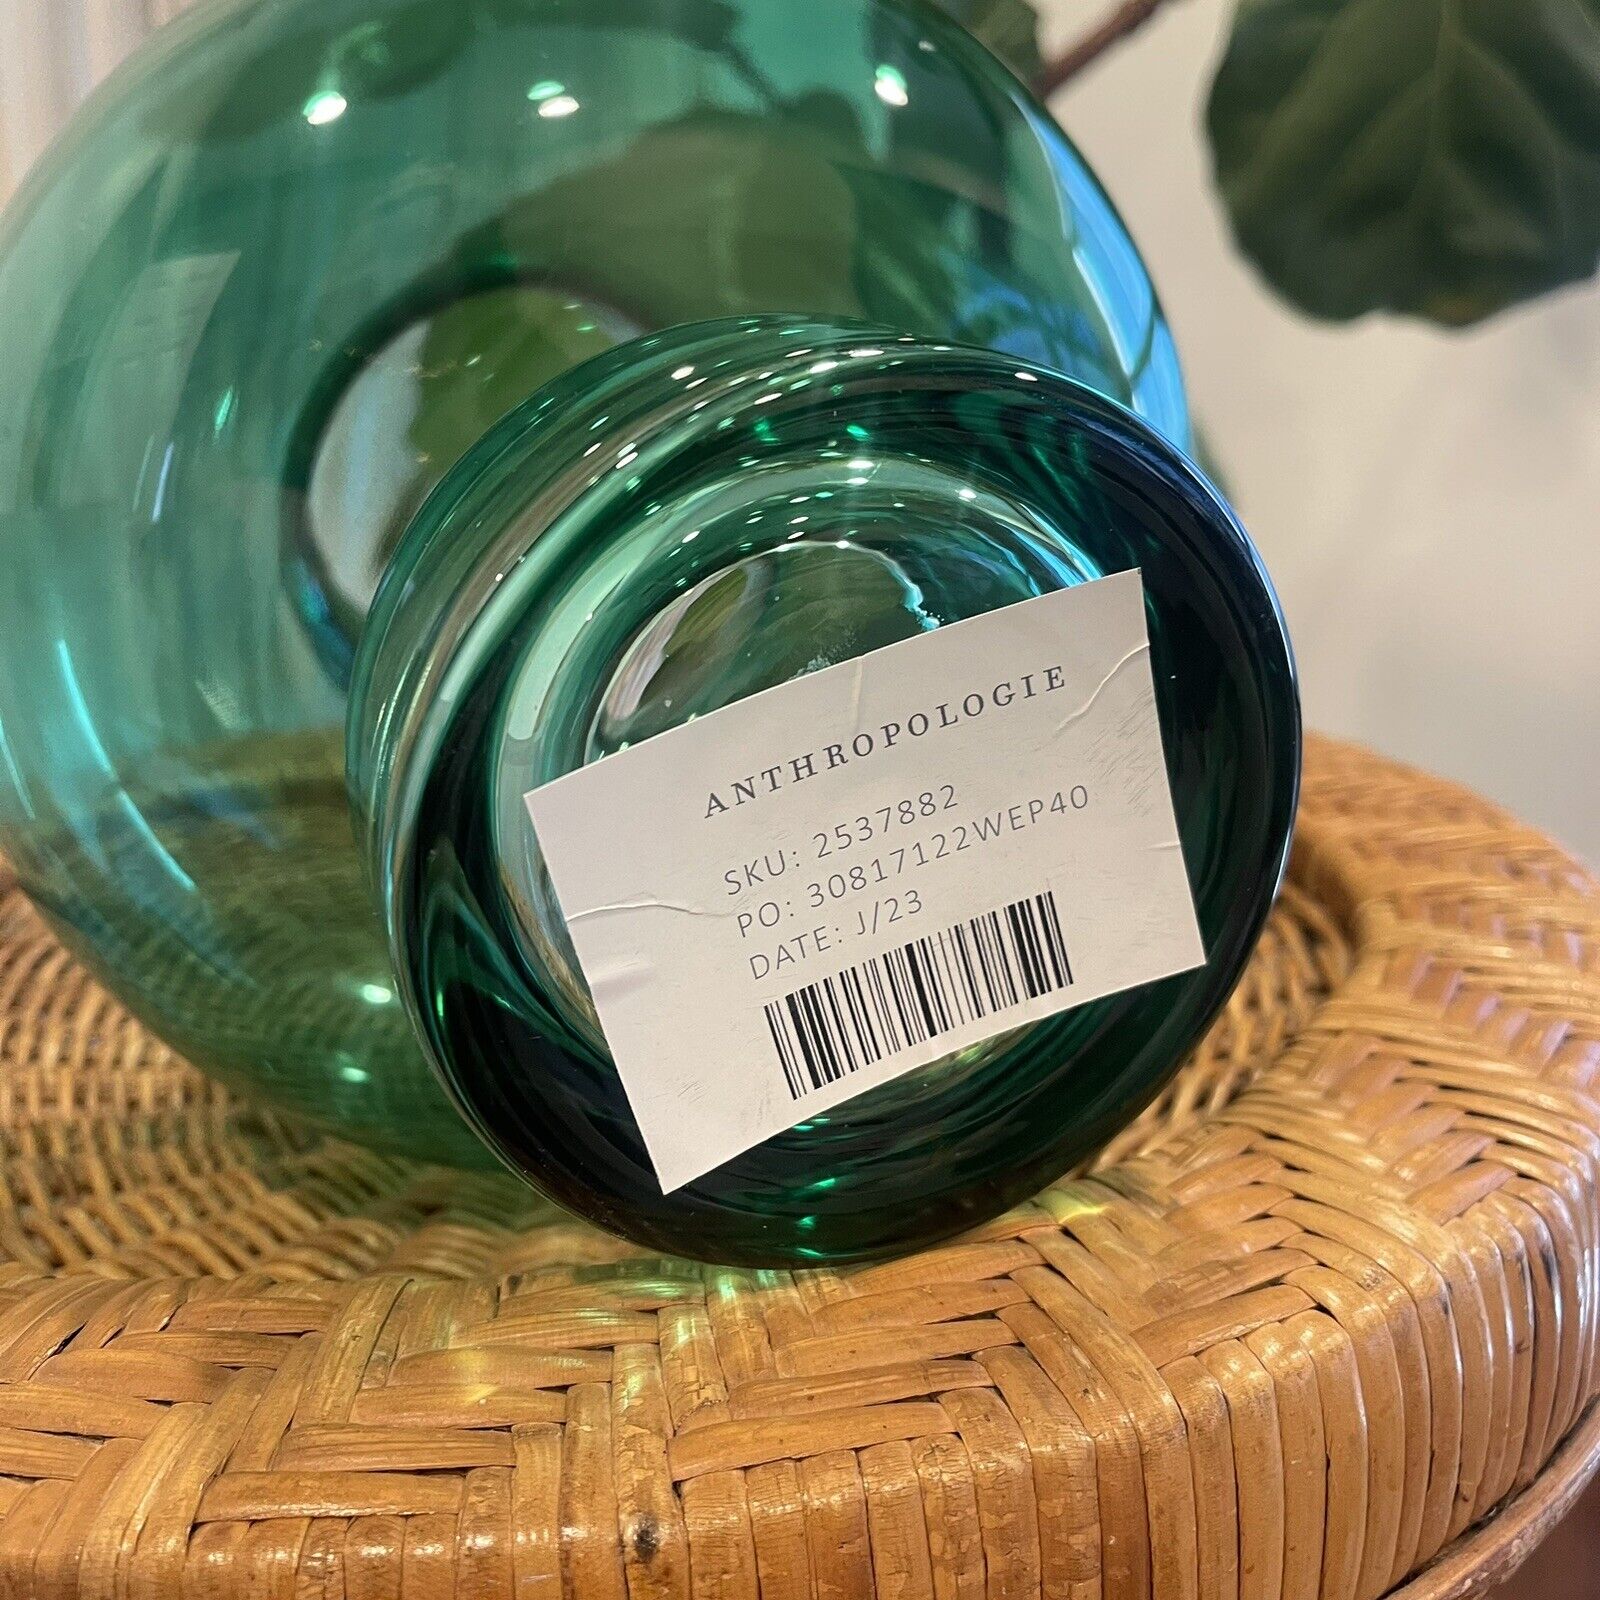 ANTHROPOLOGIE
SKU: 2537882
PO: 30817122WEP40
DATE: J/23